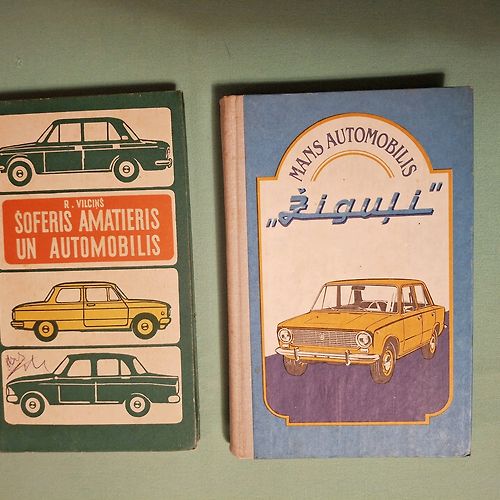 R. VILCIŅŠ
ŠOFERIS AMATIERIS
UN AUTOMOBILIS
MANS AUTOMOBILIS
„Žiguļi"